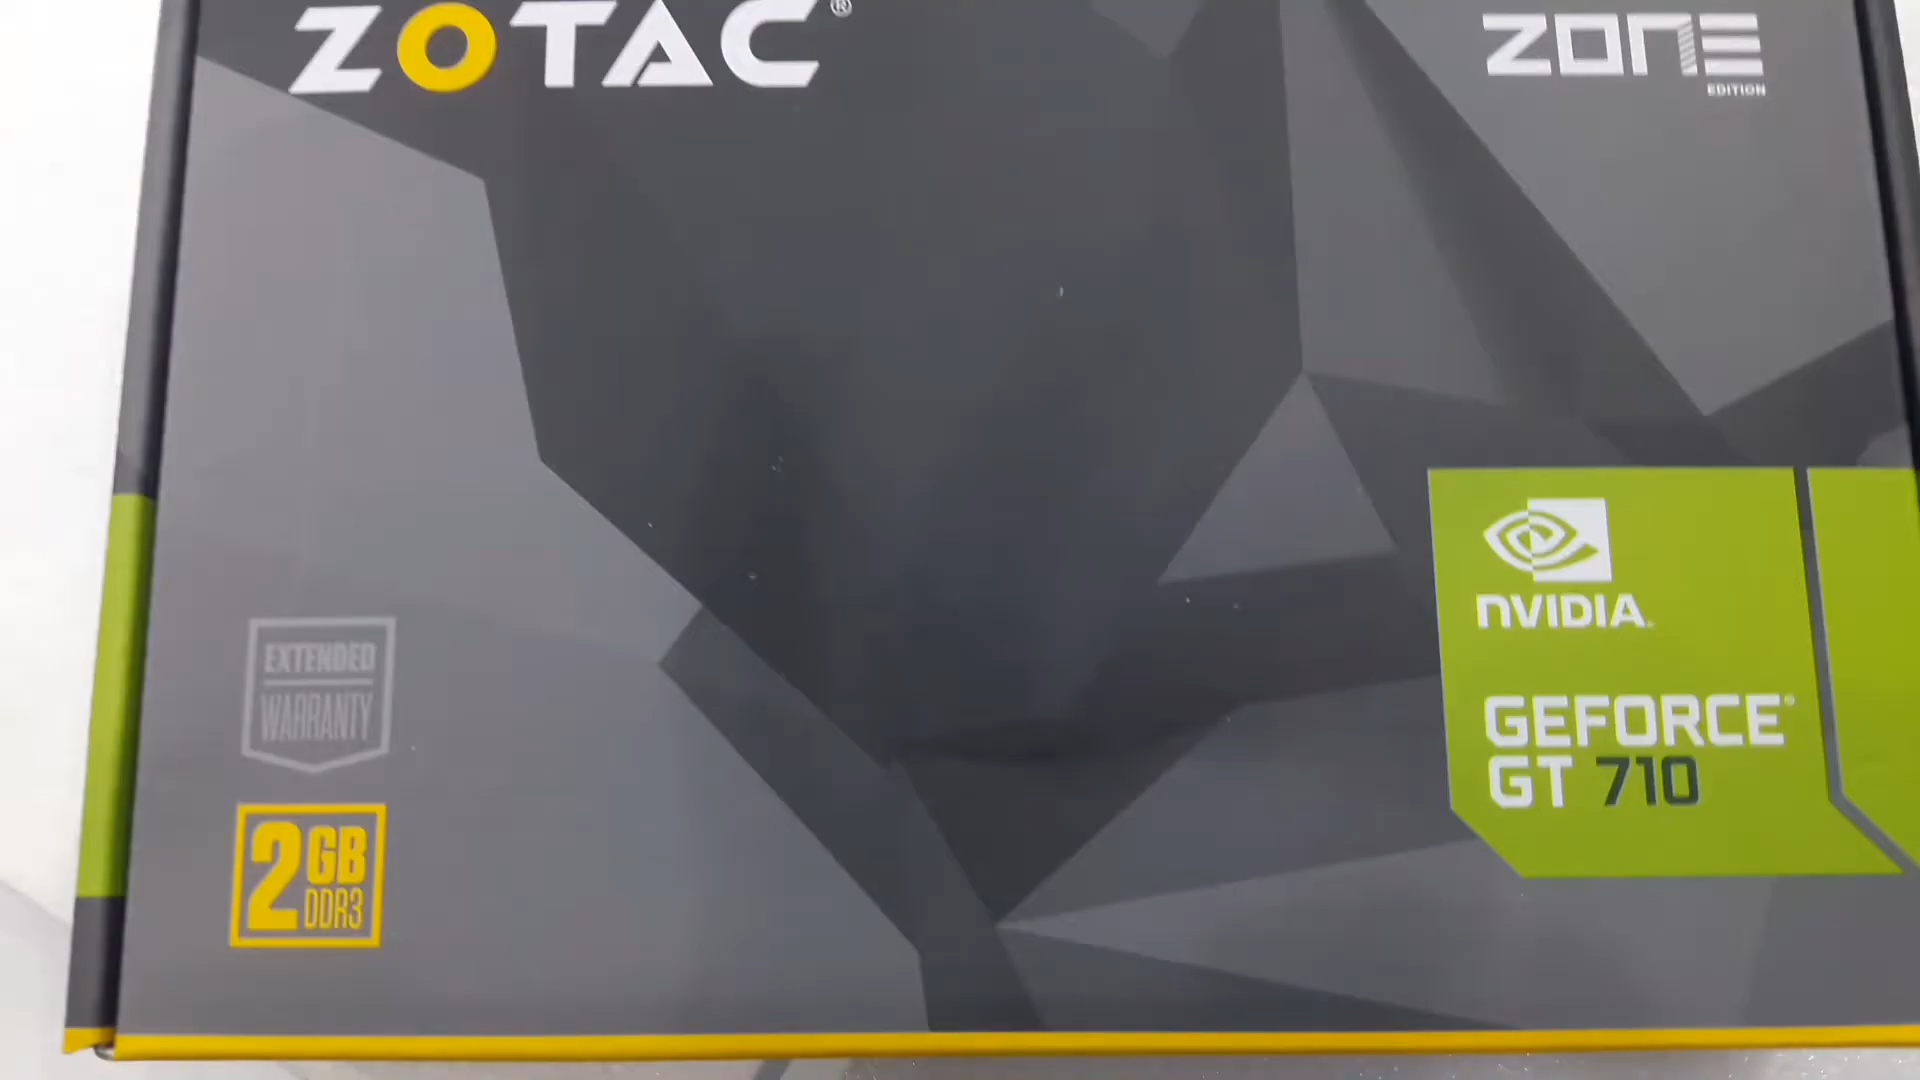 ZOTAC®
ZONE
EDITION
NVIDIA.
GEFORCE®
GT 710
EXTENDED
WARRANTY
2GB
DDR3